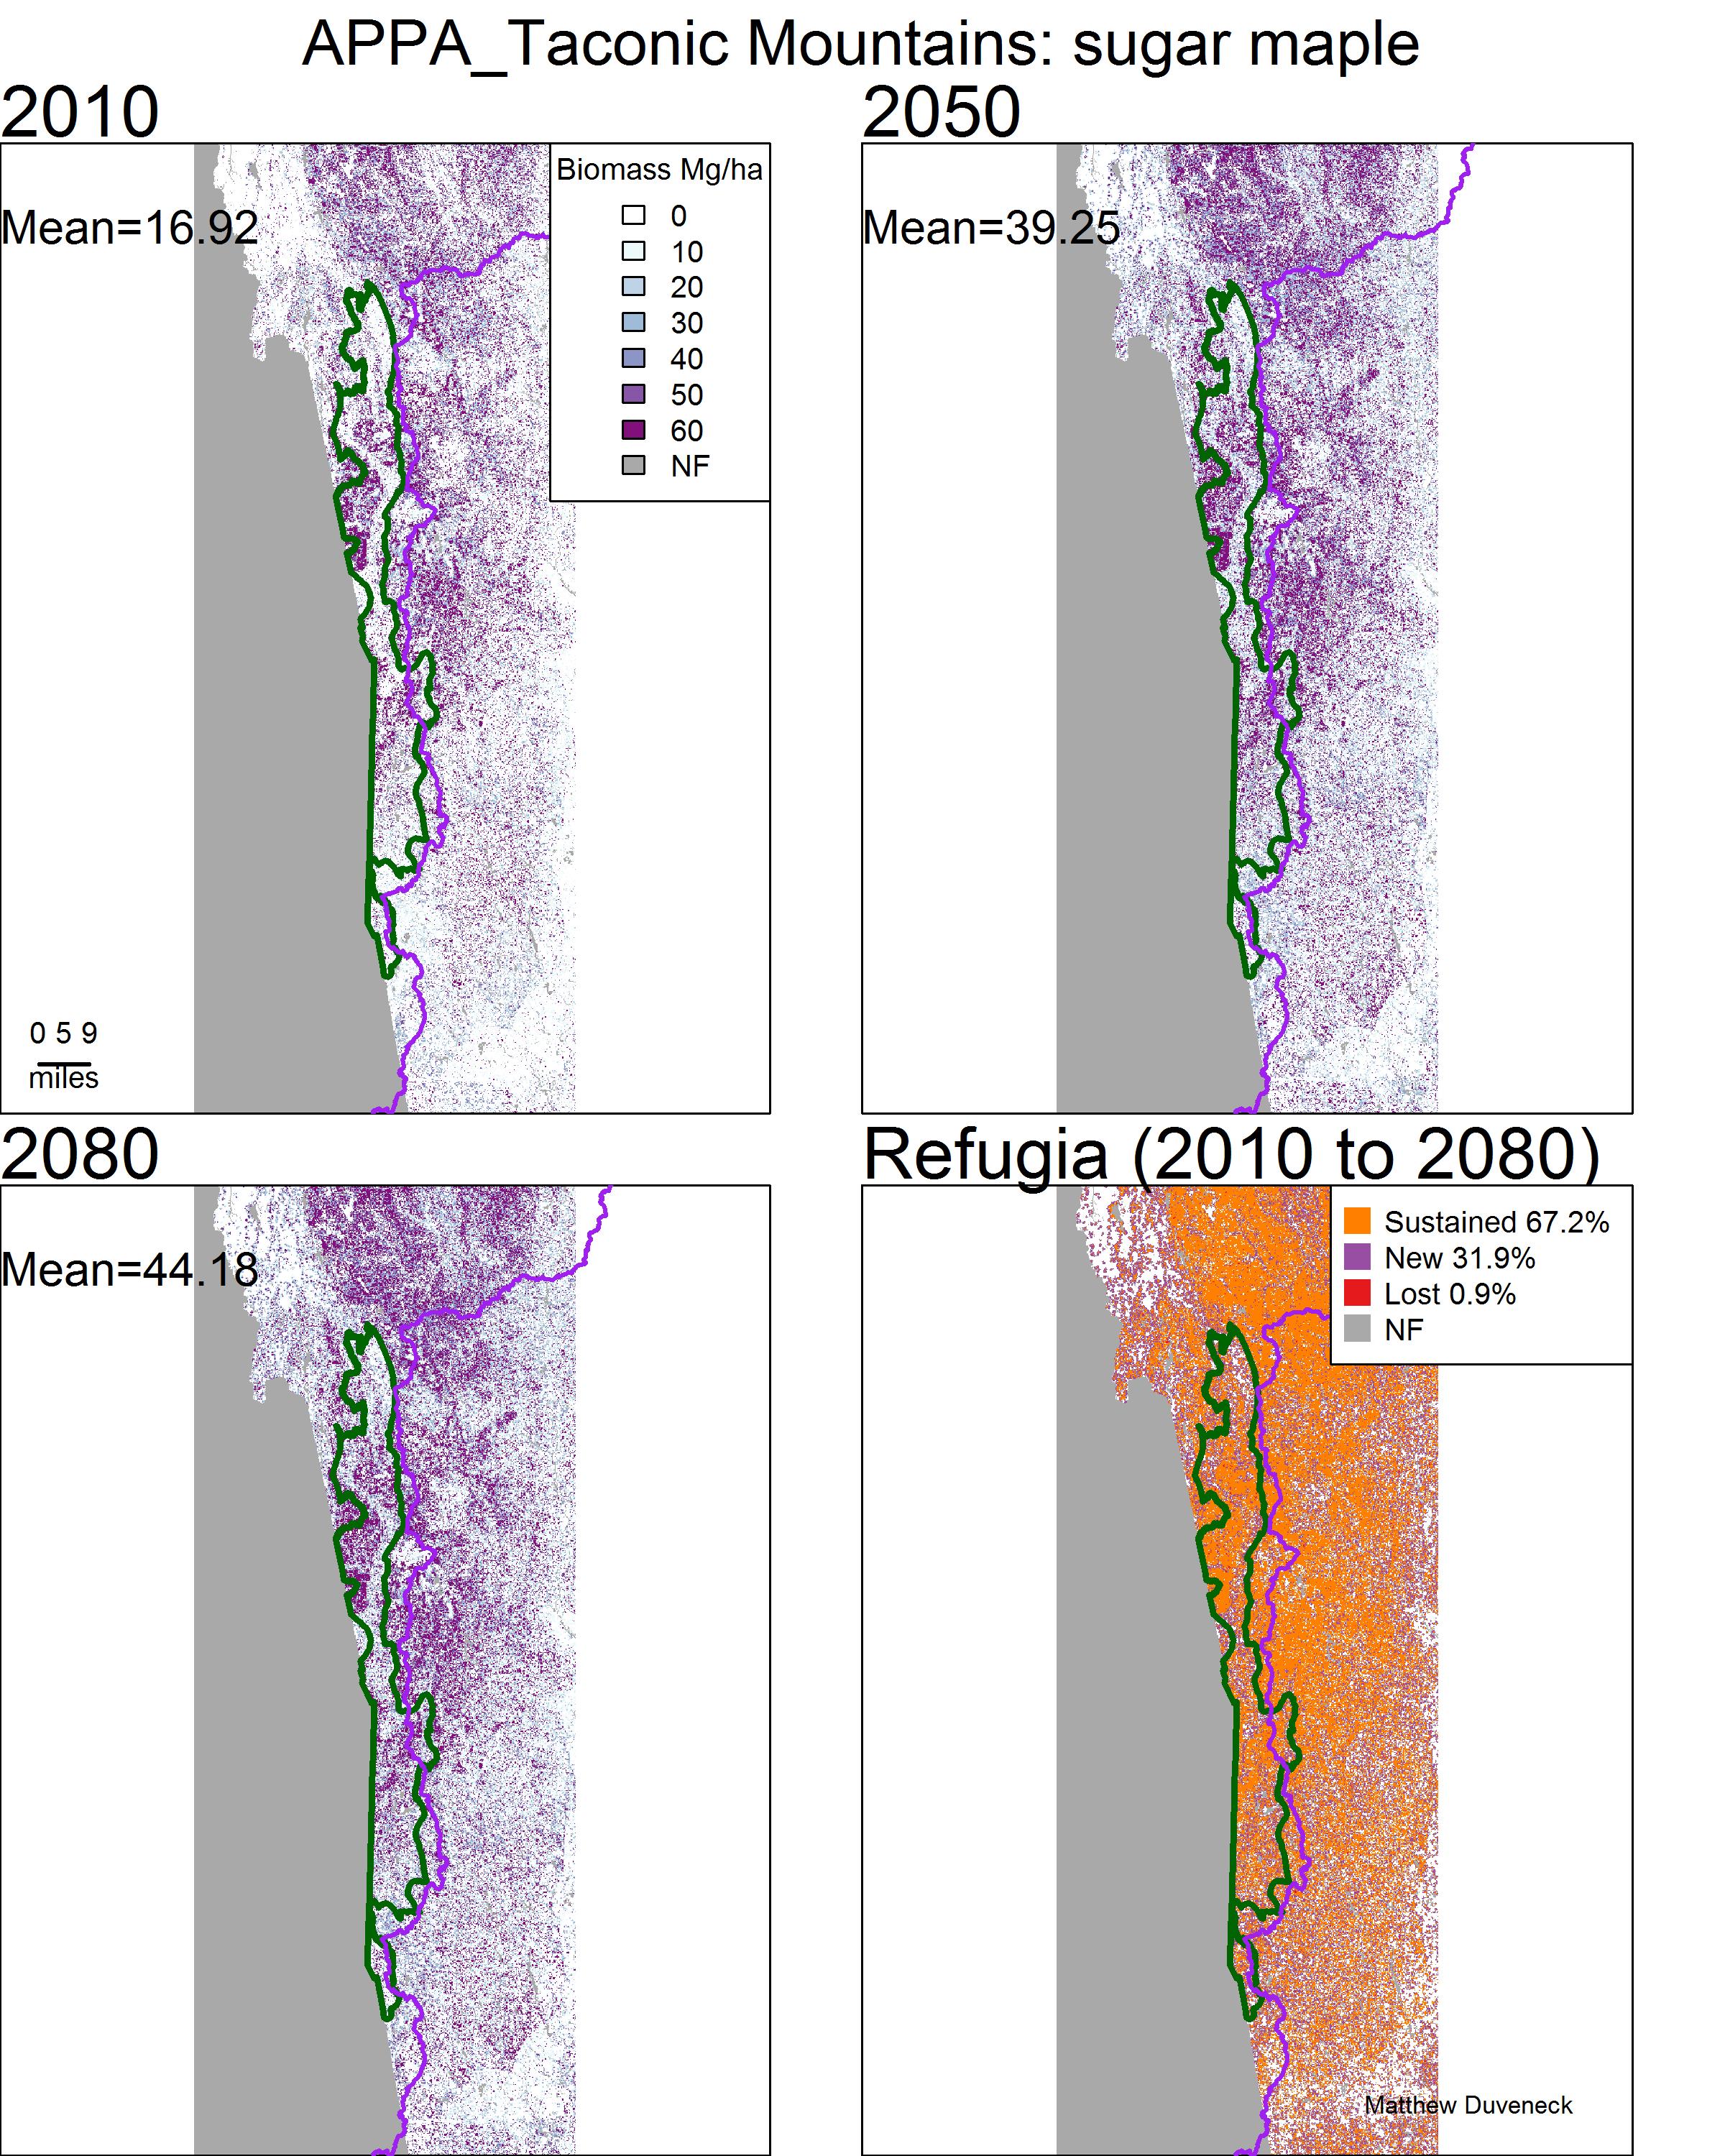 APPA_Taconic Mountains: sugar maple
2010
Mean=16.92
Biomass Mg/ha
0
10
20
30
40
50
60
NF
0 5 9
miles
2050
Mean=39.25
2080
Mean=44.18
Refugia (2010 to 2080)
Sustained 67.2%
New 31.9%
Lost 0.9%
NF
Matthew Duveneck